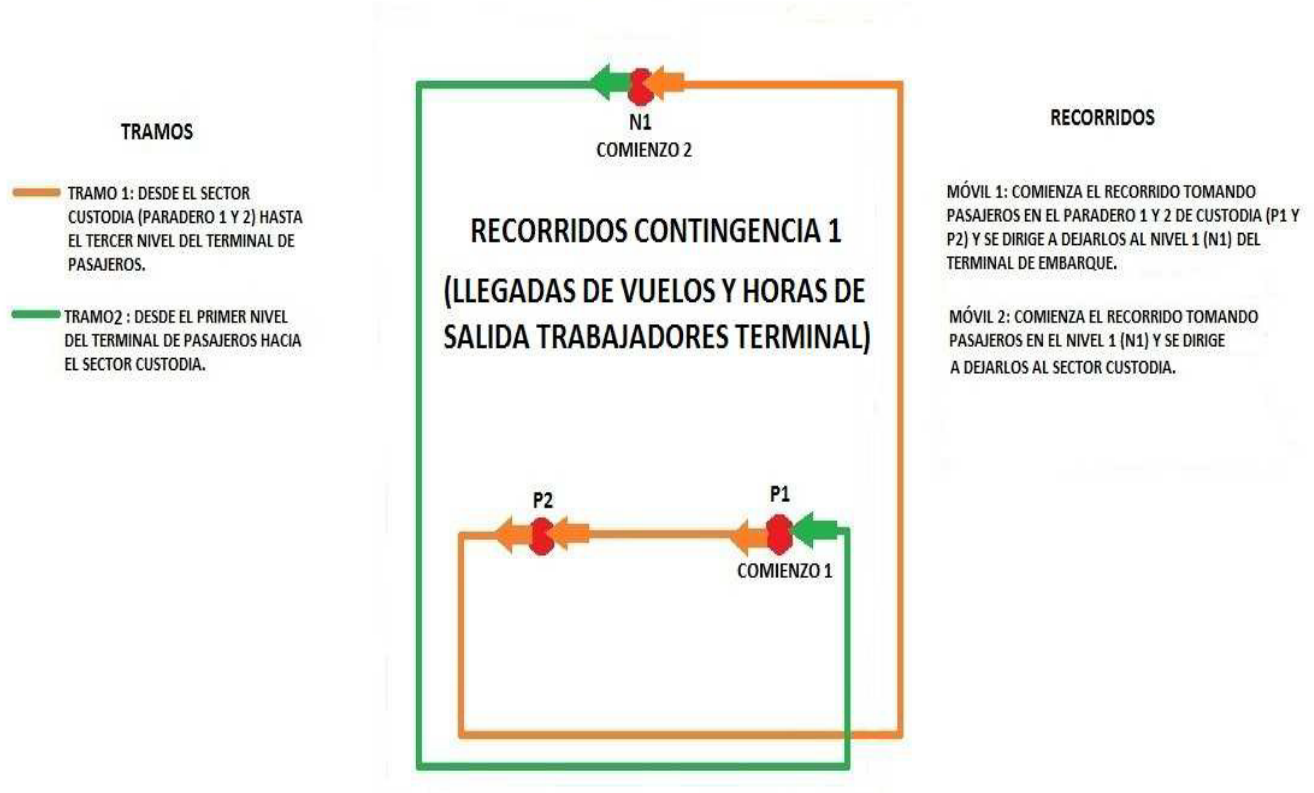 TRAMOS
TRAMO 1: DESDE EL SECTOR
CUSTODIA (PARADERO 1 Y 2) HASTA
EL TERCER NIVEL DEL TERMINAL DE
PASAJEROS.
TRAMO2 : DESDE EL PRIMER NIVEL
DEL TERMINAL DE PASAJEROS HACIA
EL SECTOR CUSTODIA.
N1
COMIENZO 2
RECORRIDOS CONTINGENCIA 1
(LLEGADAS DE VUELOS Y HORAS DE
SALIDA TRABAJADORES TERMINAL)
P2
P1
COMIENZO 1
RECORRIDOS
MÓVIL 1: COMIENZA EL RECORRIDO TOMANDO
PASAJEROS EN EL PARADERO 1 Y 2 DE CUSTODIA (P1 Y
P2) Y SE DIRIGE A DEJARLOS AL NIVEL 1 (N1) DEL
TERMINAL DE EMBARQUE.
MÓVIL 2: COMIENZA EL RECORRIDO TOMANDO
PASAJEROS EN EL NIVEL 1 (N1) Y SE DIRIGE
A DEJARLOS AL SECTOR CUSTODIA.